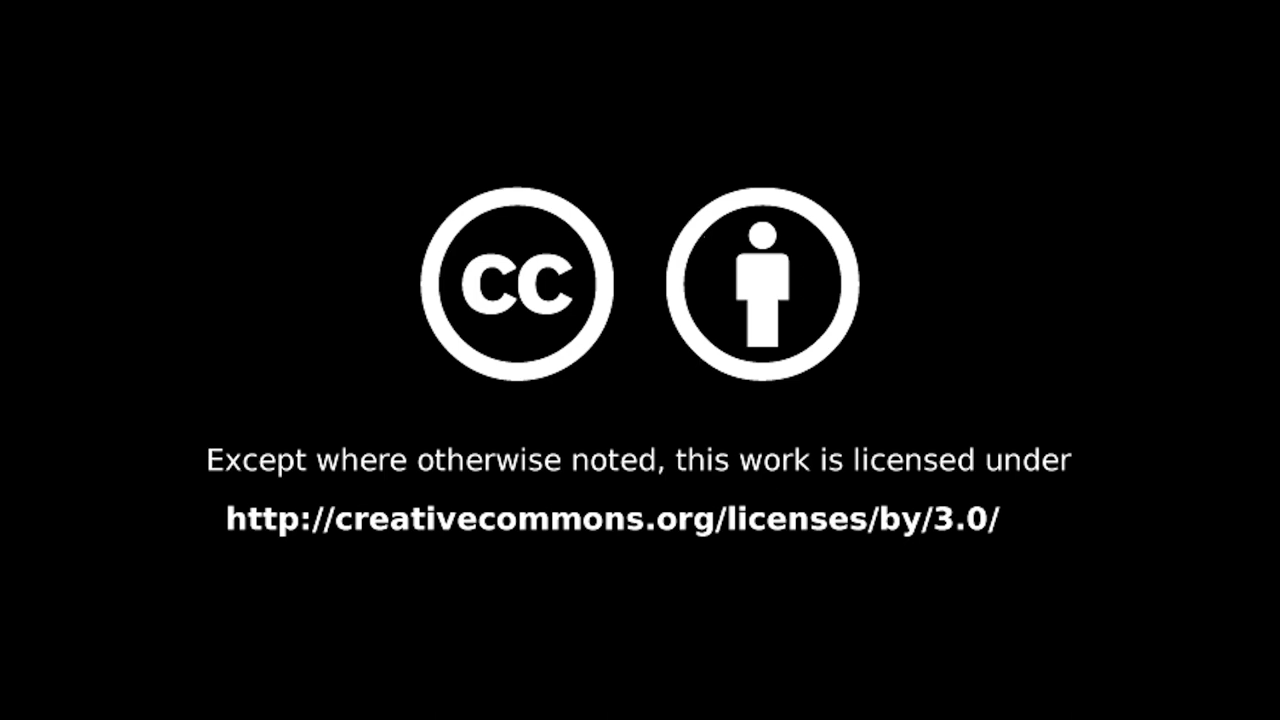 cc
Except where otherwise noted, this work is licensed under
http://creativecommons.org/licenses/by/3.0/